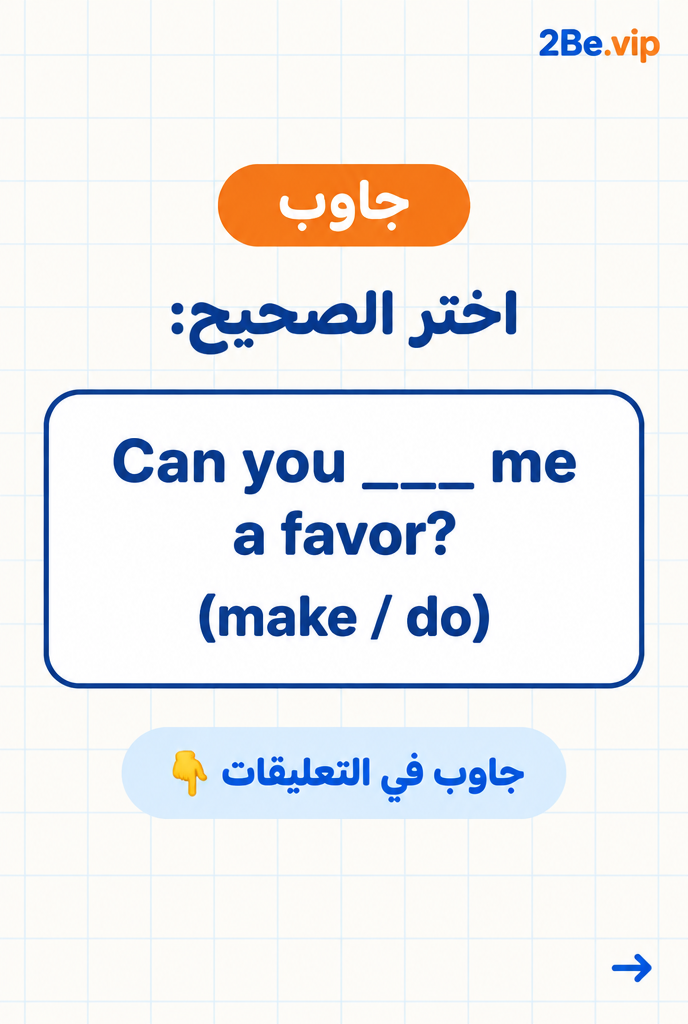 2Be.vip
جاوب
اختر الصحيح:
Can you ___ me
a favor?
(make / do)
جاوب في التعليقات 👇
→